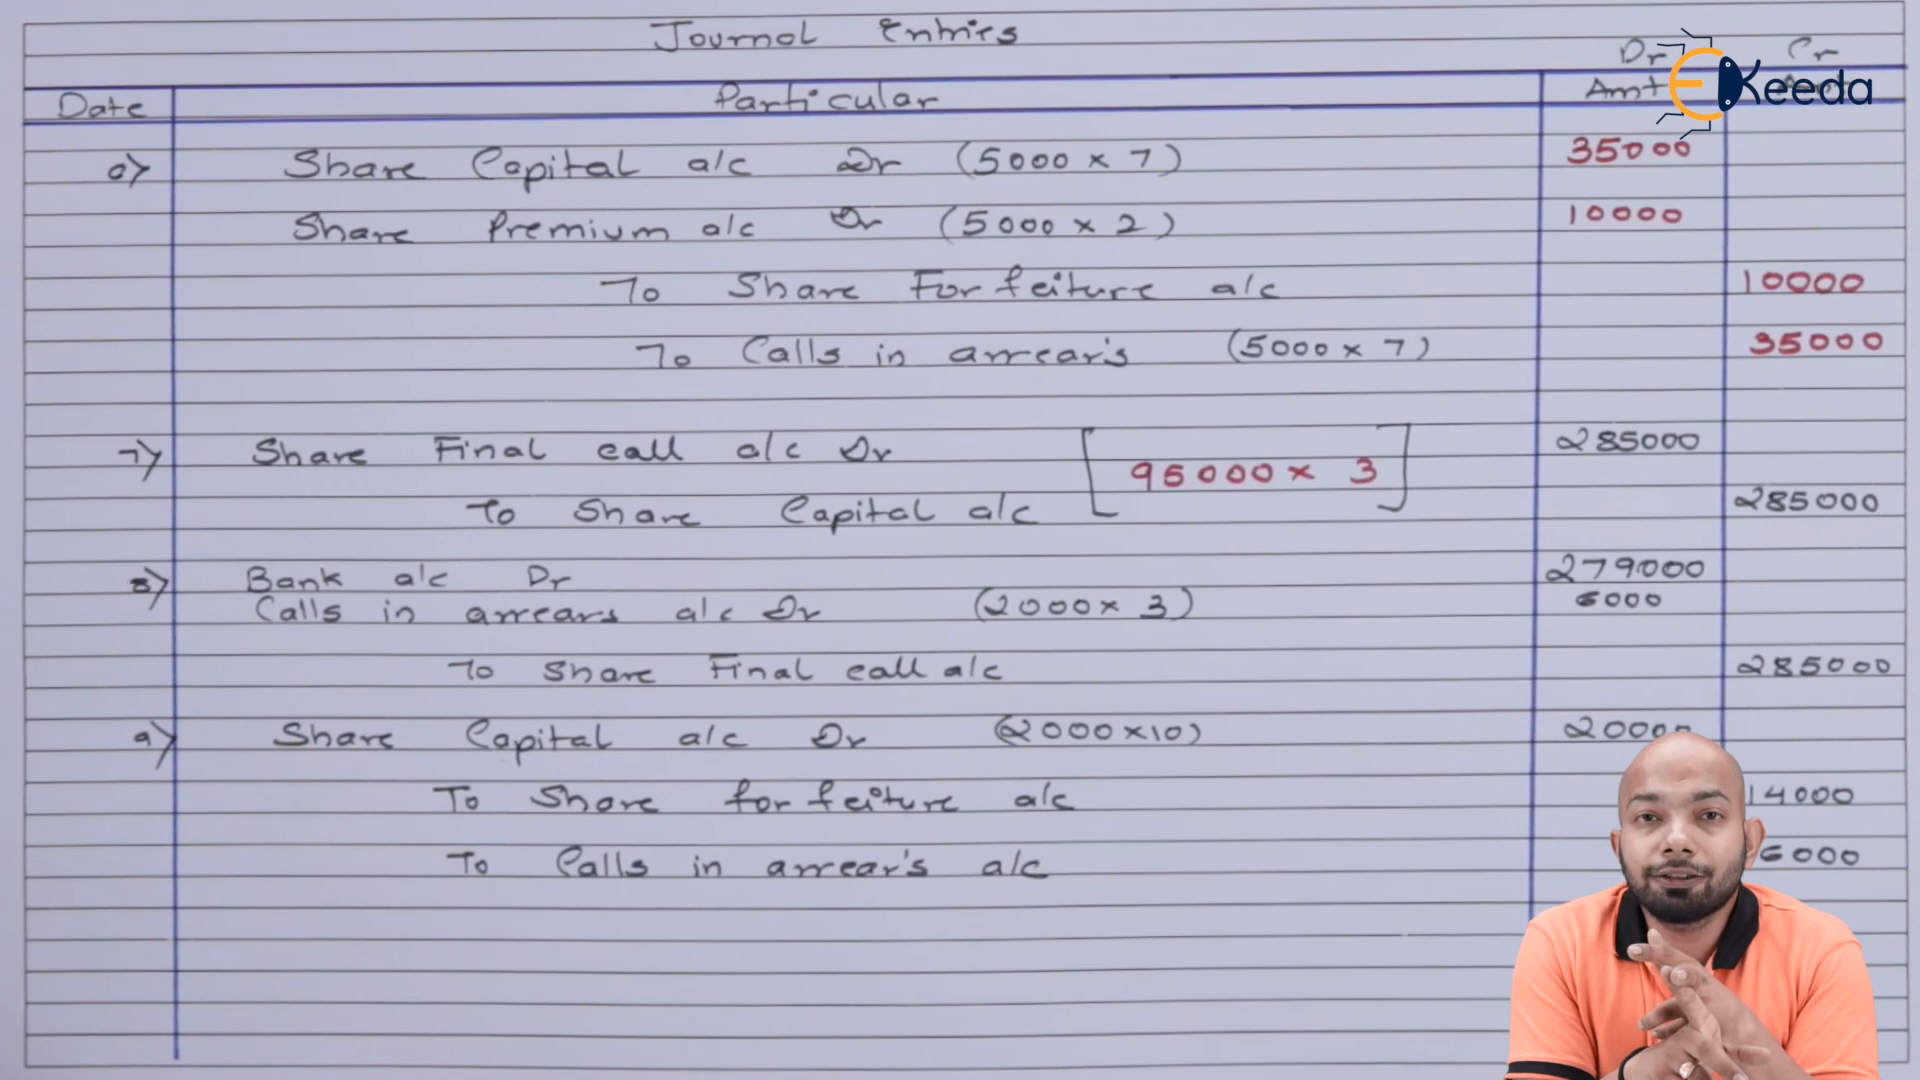 Journal Entries
Dr Cr
Date Particular Amt
EKeeda
6) Share Capital a/c Dr (5000 x 7) 35000
Share Premium a/c Dr (5000 x 2) 10000
To Share Forfeiture a/c 10000
To Calls in arrear's (5000 x 7) 35000
7) Share Final call a/c Dr [95000 x 3] 285000
To Share Capital a/c 285000
8) Bank a/c Dr 279000
Calls in arrears a/c Dr (2000 x 3) 6000
To Share Final call a/c 285000
9) Share Capital a/c Dr (2000 x 10) 20000
To Share forfeiture a/c 14000
To Calls in arrear's a/c 6000